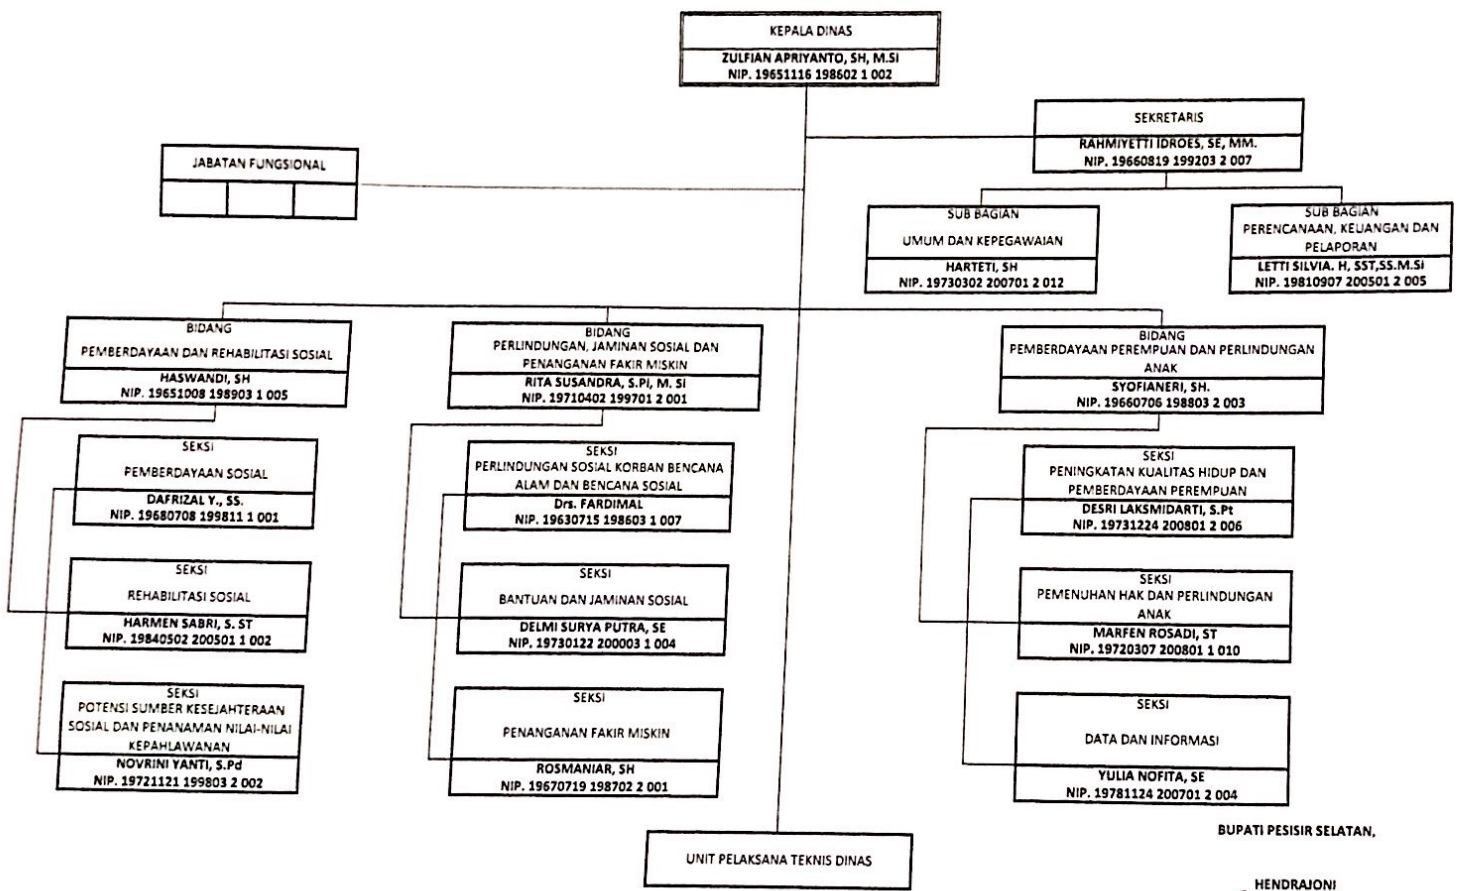 KEPALA DINAS
ZULFIAN APRIYANTO, SH, M.Si
NIP. 19651116 198602 1 002
SEKRETARIS
RAHMIYETTI IDROES, SE, MM.
NIP. 19660819 199203 2 007
JABATAN FUNGSIONAL
SUB BAGIAN
UMUM DAN KEPEGAWAIAN
HARTETI, SH
NIP. 19730302 200701 2 012
SUB BAGIAN
PERENCANAAN, KEUANGAN DAN
PELAPORAN
LETTI SILVIA. H, SST,SS.M.Si
NIP. 19810907 200501 2 005
BIDANG
PEMBERDAYAAN DAN REHABILITASI SOSIAL
HASWANDI, SH
NIP. 19651008 198903 1 005
BIDANG
PERLINDUNGAN, JAMINAN SOSIAL DAN
PENANGANAN FAKIR MISKIN
RITA SUSANDRA, S.Pi, M. Si
NIP. 19710402 199701 2 001
BIDANG
PEMBERDAYAAN PEREMPUAN DAN PERLINDUNGAN
ANAK
SYOFIANERI, SH.
NIP. 19660706 198803 2 003
SEKSI
PEMBERDAYAAN SOSIAL
DAFRIZAL Y., SS.
NIP. 19680708 199811 1 001
SEKSI
PERLINDUNGAN SOSIAL KORBAN BENCANA
ALAM DAN BENCANA SOSIAL
Drs. FARDIMAL
NIP. 19630715 198603 1 007
SEKSI
PENINGKATAN KUALITAS HIDUP DAN
PEMBERDAYAAN PEREMPUAN
DESRI LAKSMIDARTI, S.Pt
NIP. 19731224 200801 2 006
SEKSI
REHABILITASI SOSIAL
HARMEN SABRI, S. ST
NIP. 19840502 200501 1 002
SEKSI
BANTUAN DAN JAMINAN SOSIAL
DELMI SURYA PUTRA, SE
NIP. 19730122 200003 1 004
SEKSI
PEMENUHAN HAK DAN PERLINDUNGAN
ANAK
MARFEN ROSADI, ST
NIP. 19720307 200801 1 010
SEKSI
POTENSI SUMBER KESEJAHTERAAN
SOSIAL DAN PENANAMAN NILAI-NILAI
KEPAHLAWANAN
NOVRINI YANTI, S.Pd
NIP. 19721121 199803 2 002
SEKSI
PENANGANAN FAKIR MISKIN
ROSMANIAR, SH
NIP. 19670719 198702 2 001
SEKSI
DATA DAN INFORMASI
YULIA NOFITA, SE
NIP. 19781124 200701 2 004
UNIT PELAKSANA TEKNIS DINAS
BUPATI PESISIR SELATAN,
HENDRAJONI